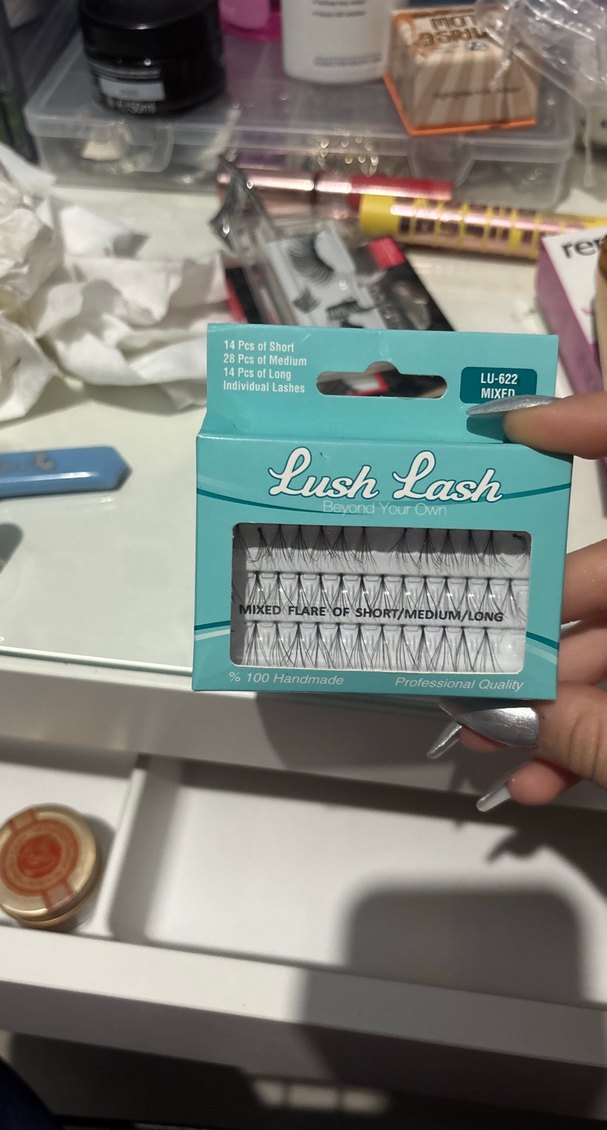 14 Pcs of Short
28 Pcs of Medium
14 Pcs of Long
Individual Lashes
LU-622
MIXED
Lush Lash
Beyond Your Own
MIXED FLARE OF SHORT/MEDIUM/LONG
% 100 Handmade
Professional Quality